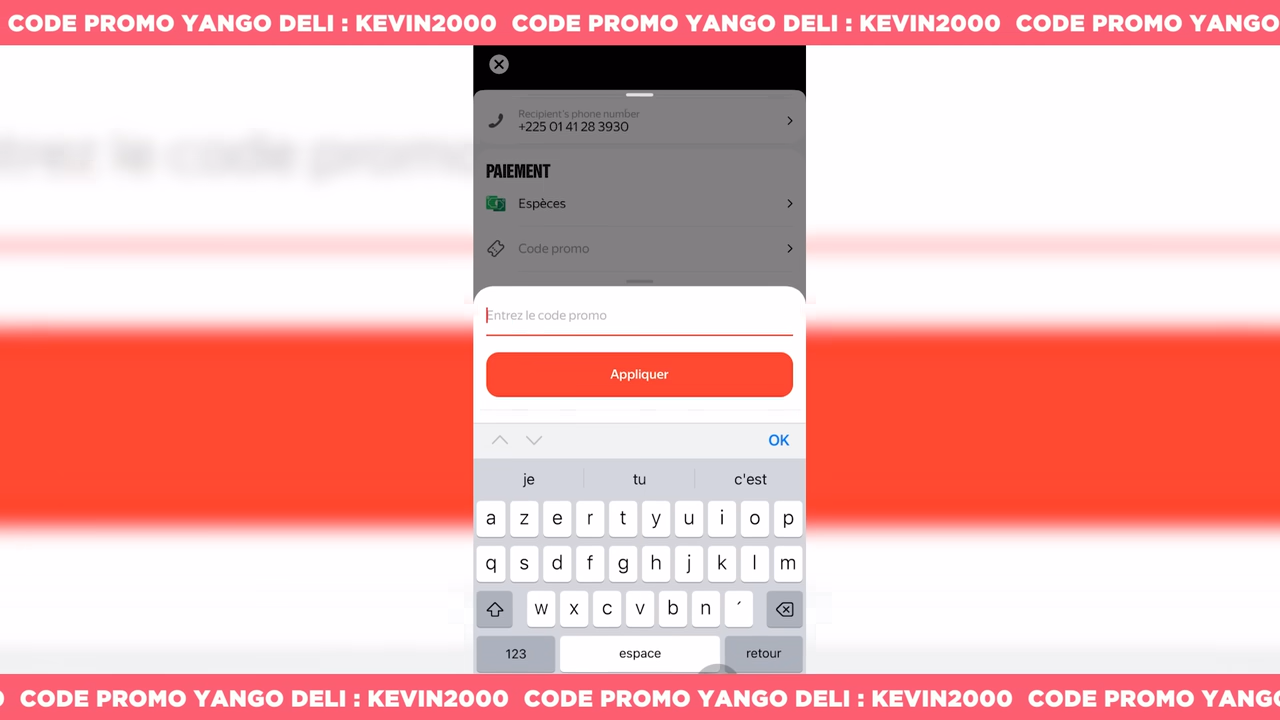 CODE PROMO YANGO DELI : KEVIN2000 CODE PROMO YANGO DELI : KEVIN2000 CODE PROMO YANGO
Recipient's phone number
+225 01 41 28 3930
PAIEMENT
Espèces
Code promo
Entrez le code promo
Appliquer
OK
je tu c'est
a z e r t y u i o p
q s d f g h j k l m
w x c v b n ´
123 espace retour
CODE PROMO YANGO DELI : KEVIN2000 CODE PROMO YANGO DELI : KEVIN2000 CODE PROMO YANGO